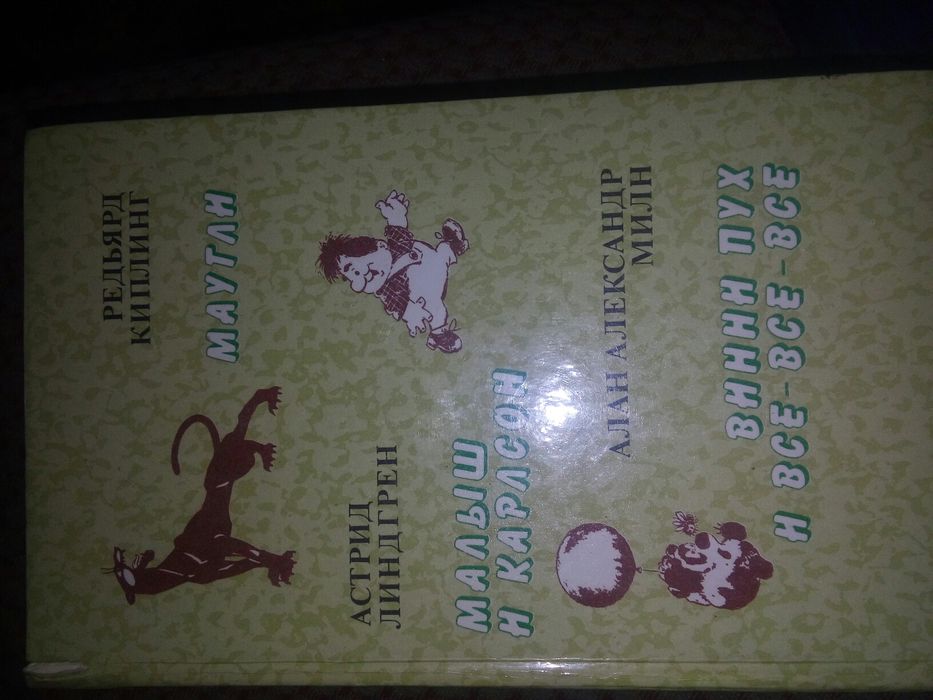 РЕДЬЯРД
КИПЛИНГ
МАУГЛИ
АСТРИД
ЛИНДГРЕН
МАЛЫШ
И КАРЛСОН
АЛАН АЛЕКСАНДР
МИЛН
ВИННИ ПУХ
И ВСЕ-ВСЕ-ВСЕ